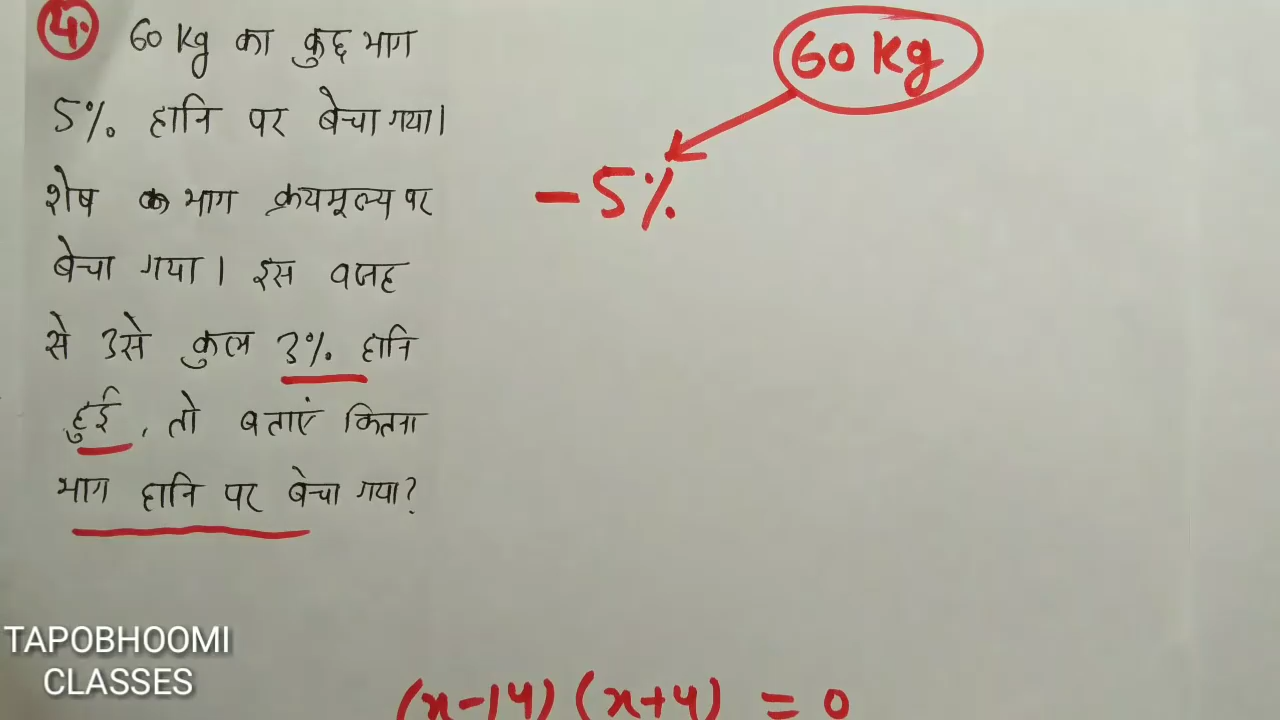 4. 60 kg का कुछ भाग
5% हानि पर बेचा गया।
शेष भाग क्रयमूल्य पर
बेचा गया। इस वजह
से उसे कुल 3% हानि
हुई, तो बताएं कितना
भाग हानि पर बेचा गया?
60 kg
-5%
(x-14) (x+4) = 0
TAPOBHOOMI
CLASSES